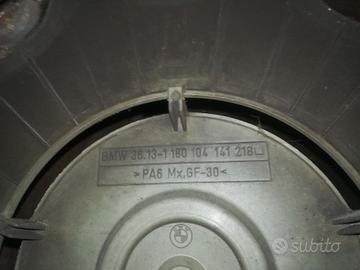 BMW 36.13-1 180 104 141 218
>PA6 Mx.GF-30<
subito